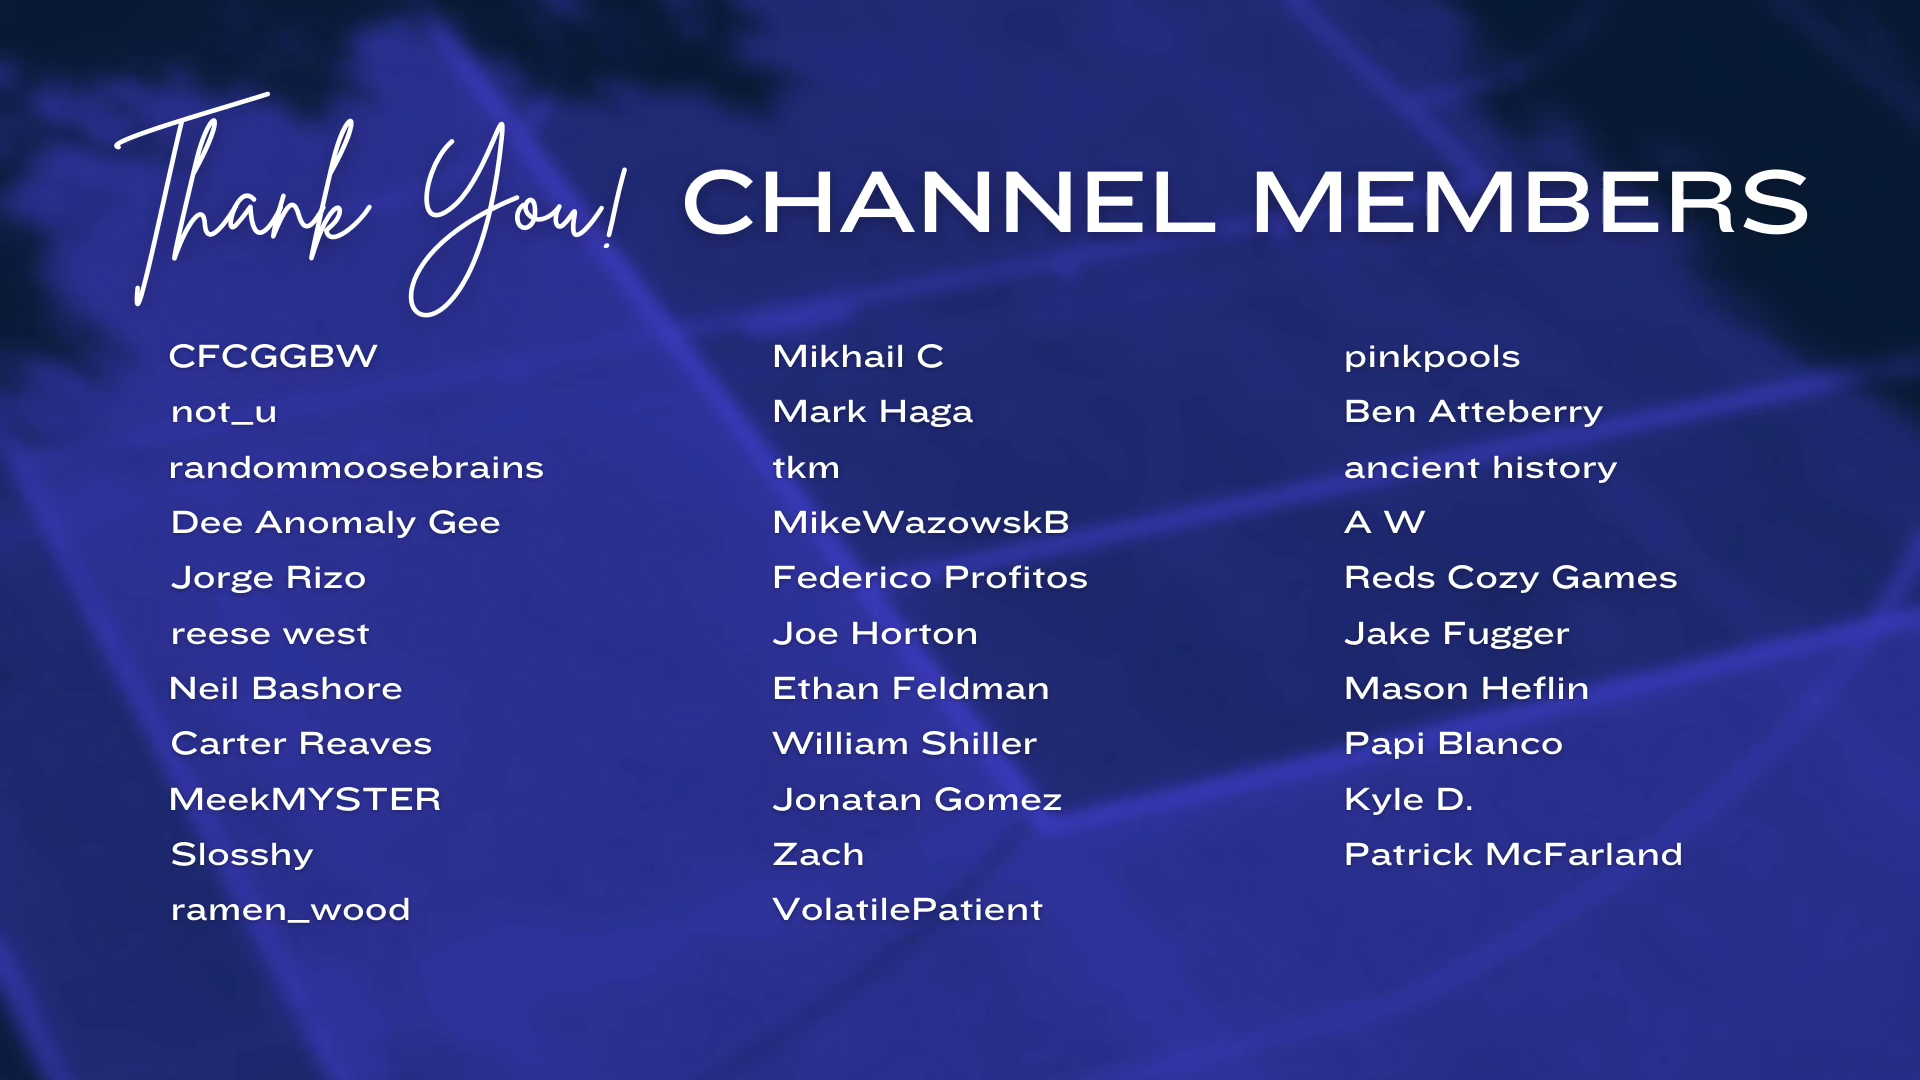 Thank You! CHANNEL MEMBERS
CFCGGBW
not_u
randommoosebrains
Dee Anomaly Gee
Jorge Rizo
reese west
Neil Bashore
Carter Reaves
MeekMYSTER
Slosshy
ramen_wood
Mikhail C
Mark Haga
tkm
MikeWazowskB
Federico Profitos
Joe Horton
Ethan Feldman
William Shiller
Jonatan Gomez
Zach
VolatilePatient
pinkpools
Ben Atteberry
ancient history
A W
Reds Cozy Games
Jake Fugger
Mason Heflin
Papi Blanco
Kyle D.
Patrick McFarland